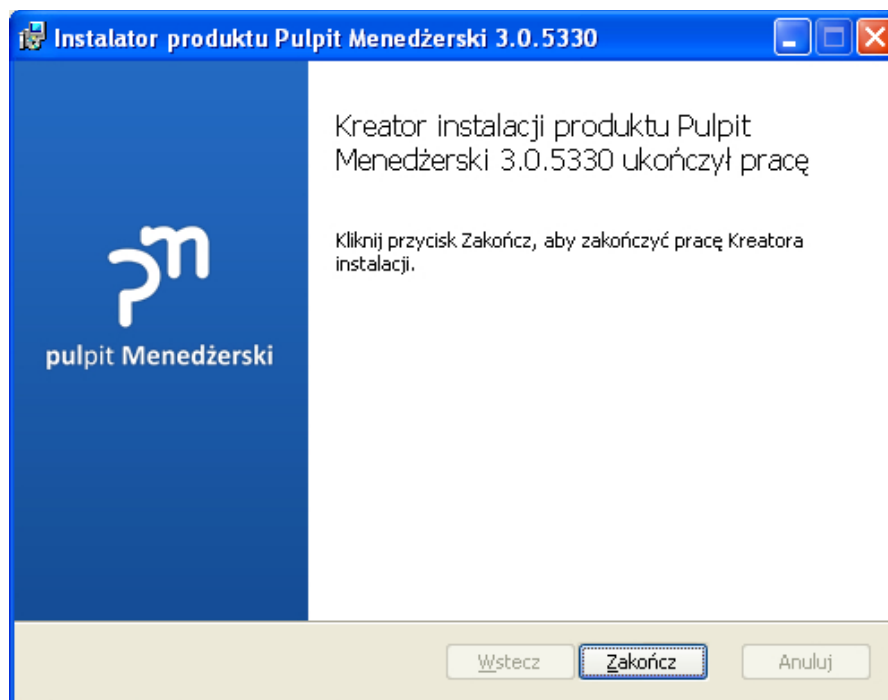 Instalator produktu Pulpit Menedżerski 3.0.5330
Kreator instalacji produktu Pulpit
Menedżerski 3.0.5330 ukończył pracę
Kliknij przycisk Zakończ, aby zakończyć pracę Kreatora
instalacji.
pm
pulpit Menedżerski
Wstecz Zakończ Anuluj